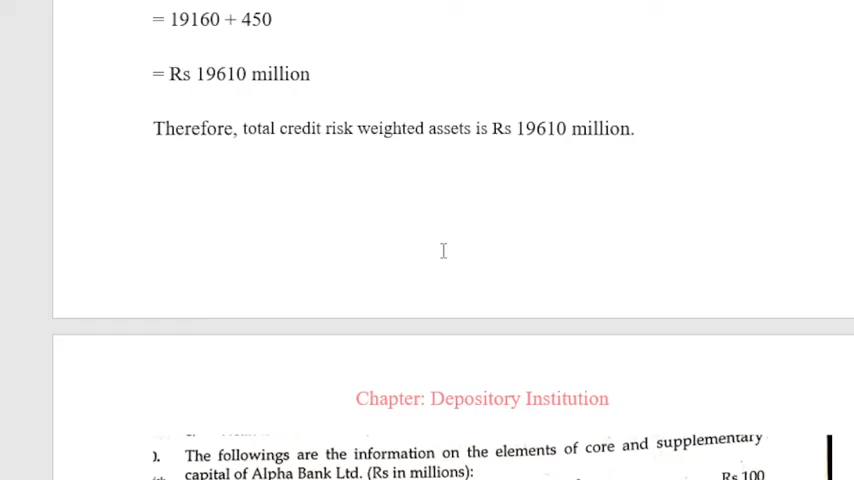 = 19160 + 450
= Rs 19610 million
Therefore, total credit risk weighted assets is Rs 19610 million.
Chapter: Depository Institution
The followings are the information on the elements of core and supplementary
capital of Alpha Bank Ltd. (Rs in millions):
Rs 100